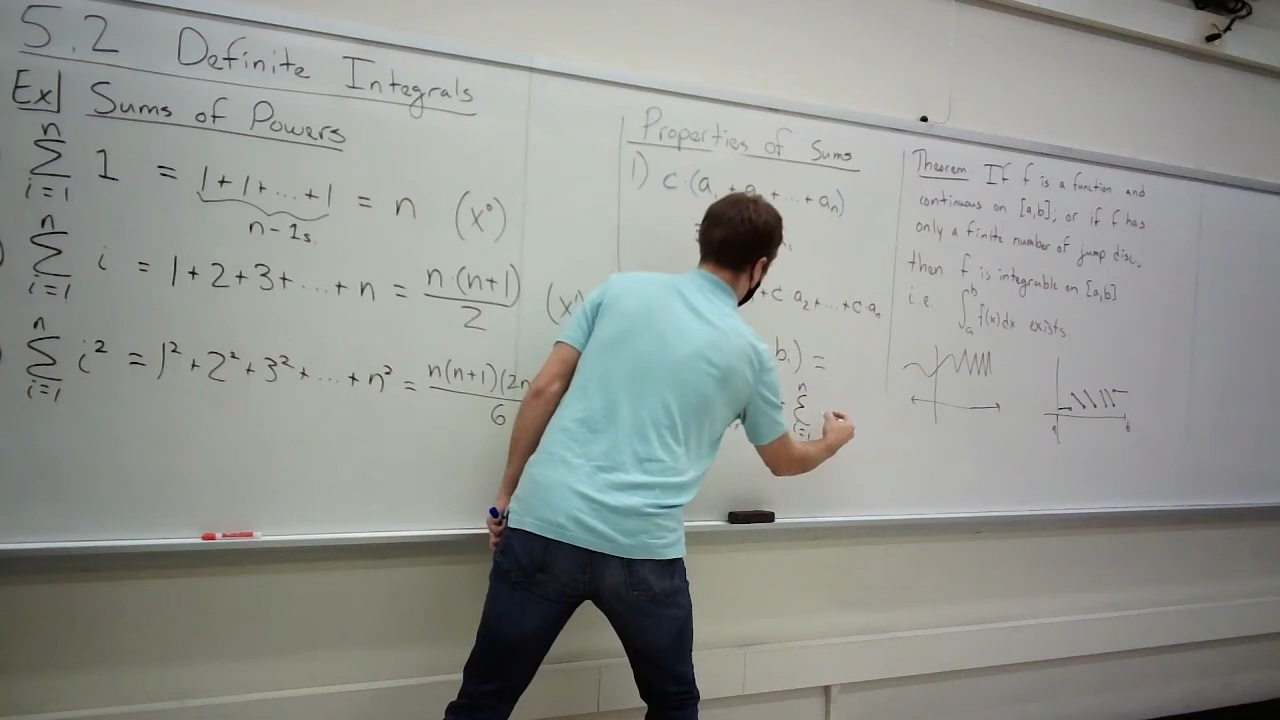 5.2 Definite Integrals
Ex Sums of Powers
n ∑ i=1 1 = 1+1+...+1 = n (x⁰)
n-1s
n ∑ i=1 i = 1+2+3+...+n = n·(n+1) / 2
n ∑ i=1 i² = 1²+2²+3²+...+n² = n(n+1)(2n / 6
Properties of Sums
1) c·(a + ... + aₙ)
+ c a₂ + ... + c·aₙ
bᵢ) =
n ∑ i=1
Theorem If f is a function and
continuous on [a,b]; or if f has
only a finite number of jump disc.,
then f is integrable on [a,b]
i.e. ∫ₐᵇ f(x)dx exists
a b